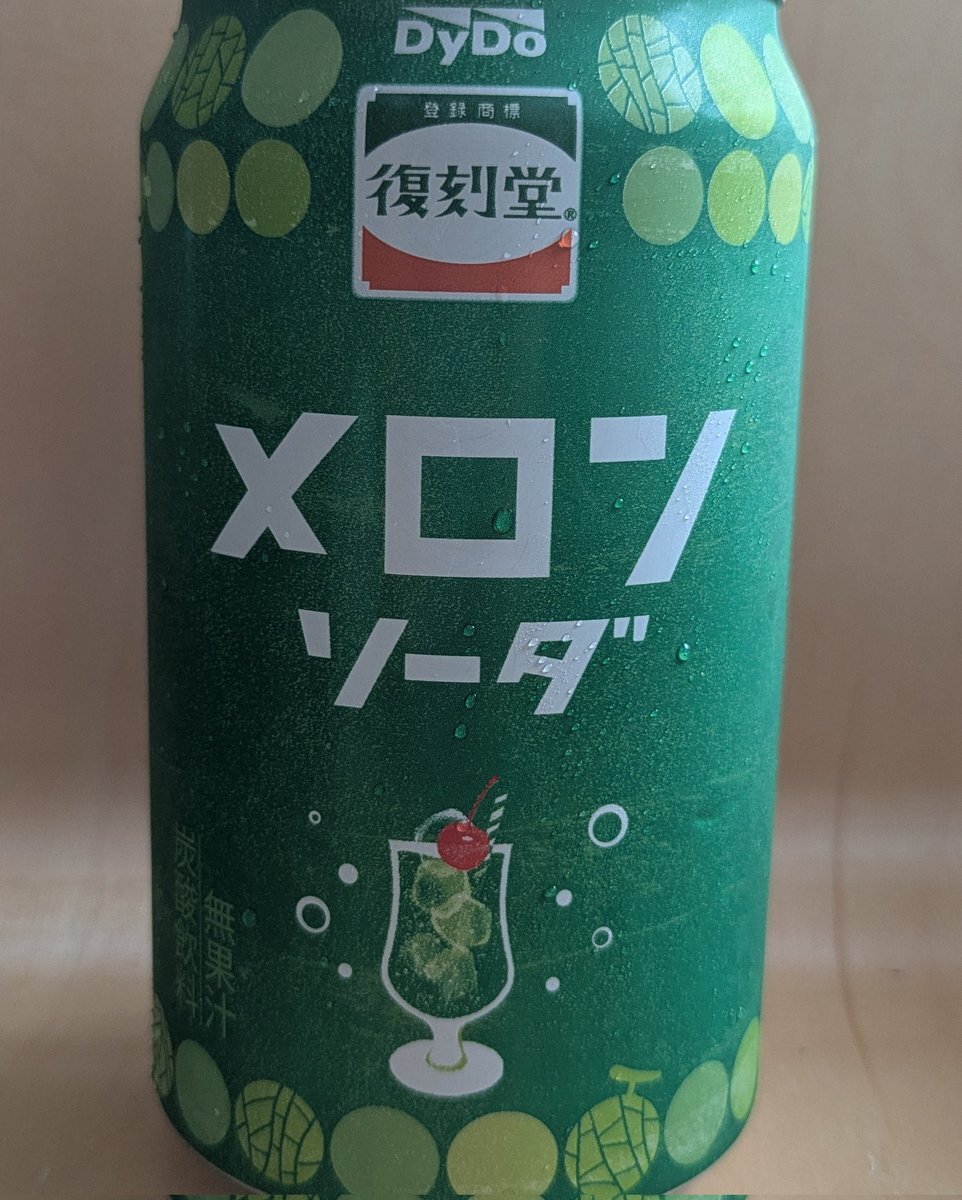 DyDo
登録商標
復刻堂®
メロン
ソーダ
無果汁
炭酸飲料